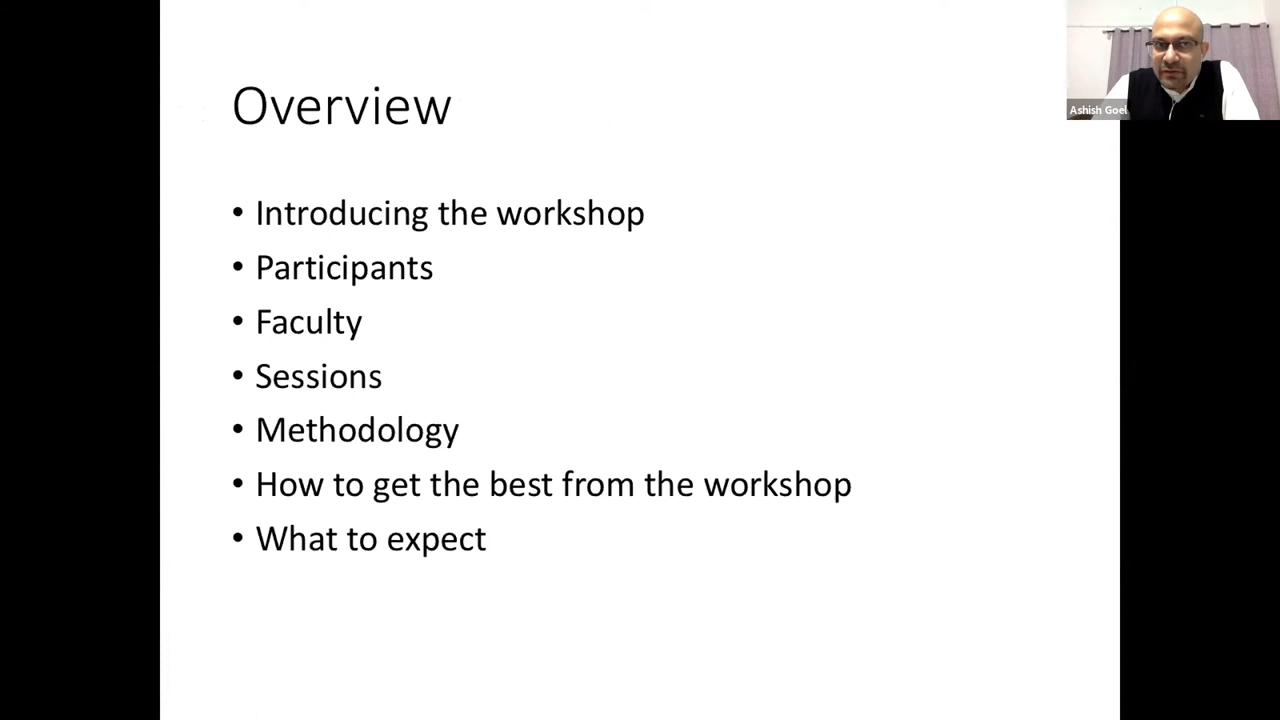 Overview
• Introducing the workshop
• Participants
• Faculty
• Sessions
• Methodology
• How to get the best from the workshop
• What to expect
Ashish Goel